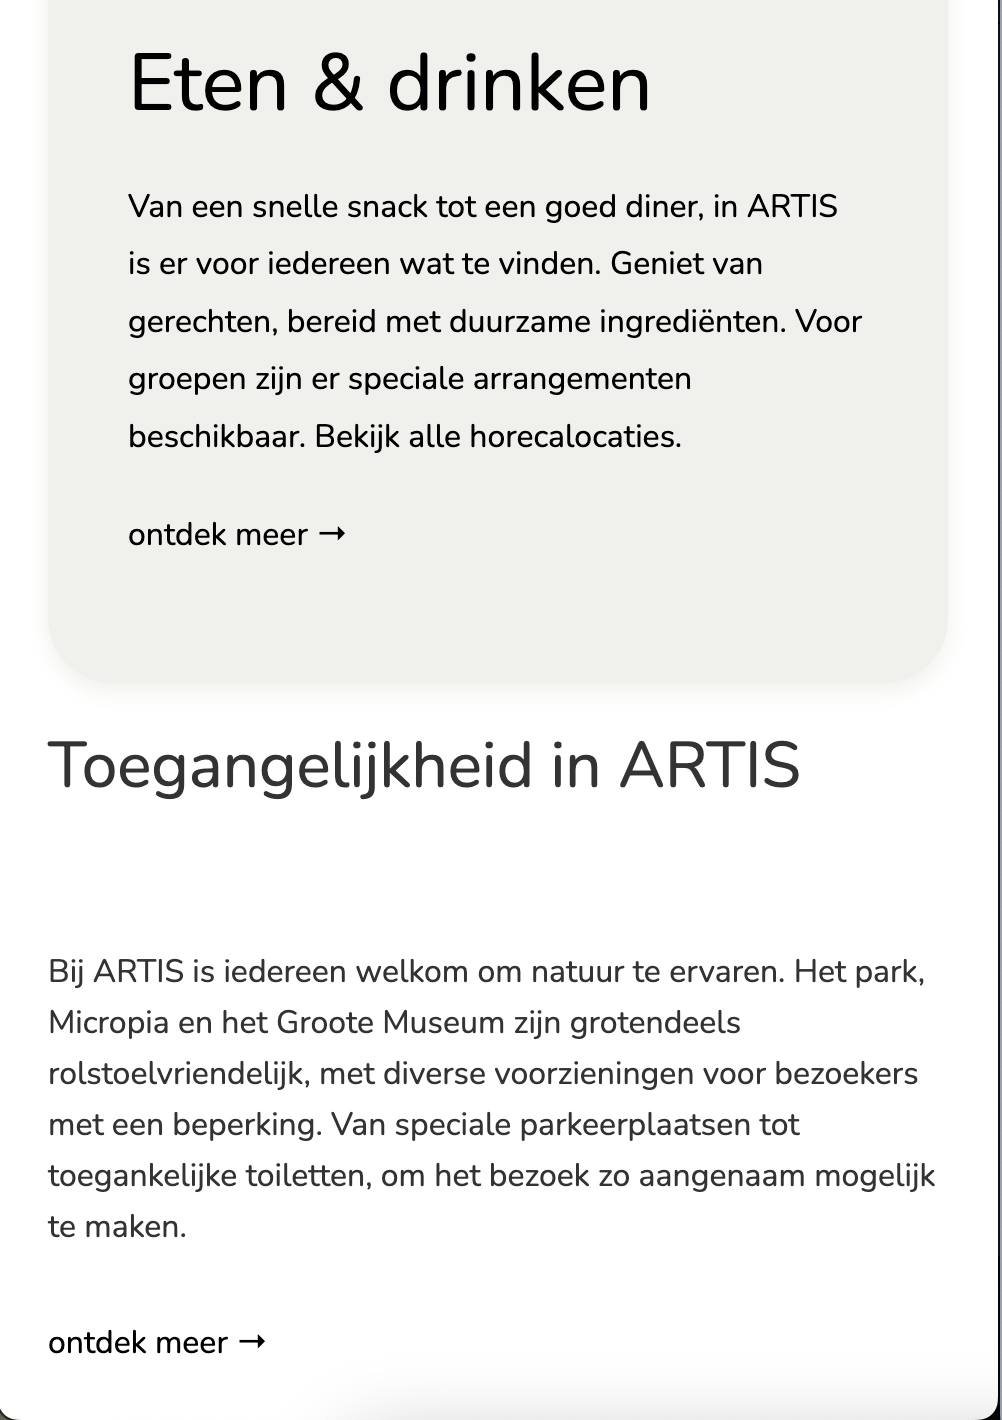 Eten & drinken
Van een snelle snack tot een goed diner, in ARTIS
is er voor iedereen wat te vinden. Geniet van
gerechten, bereid met duurzame ingrediënten. Voor
groepen zijn er speciale arrangementen
beschikbaar. Bekijk alle horecalocaties.
ontdek meer →
Toegangelijkheid in ARTIS
Bij ARTIS is iedereen welkom om natuur te ervaren. Het park,
Micropia en het Groote Museum zijn grotendeels
rolstoelvriendelijk, met diverse voorzieningen voor bezoekers
met een beperking. Van speciale parkeerplaatsen tot
toegankelijke toiletten, om het bezoek zo aangenaam mogelijk
te maken.
ontdek meer →